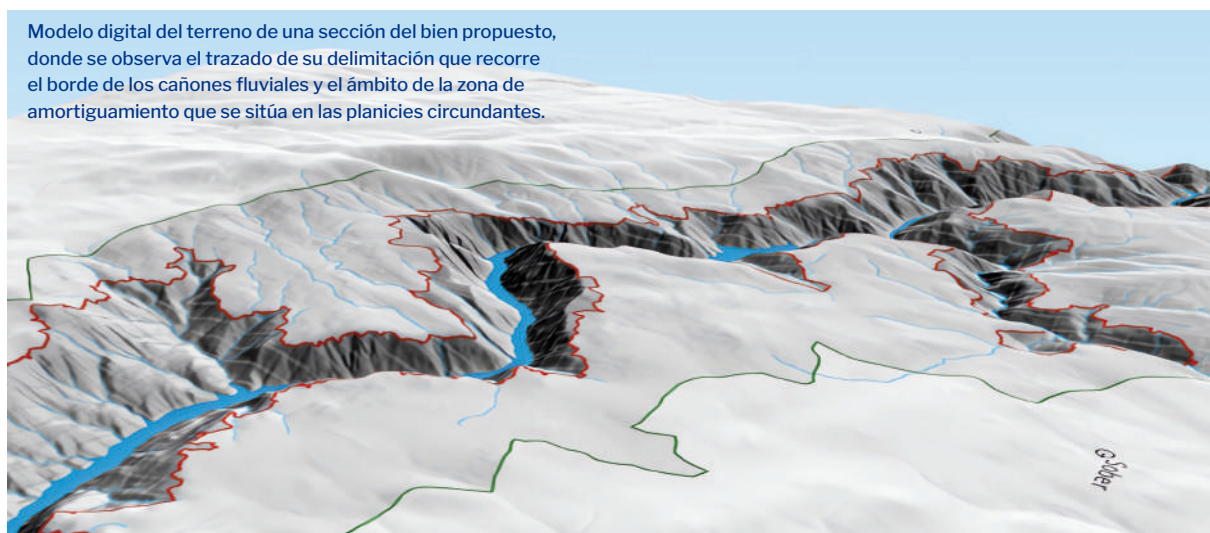 Modelo digital del terreno de una sección del bien propuesto,
donde se observa el trazado de su delimitación que recorre
el borde de los cañones fluviales y el ámbito de la zona de
amortiguamiento que se sitúa en las planicies circundantes.
Sober